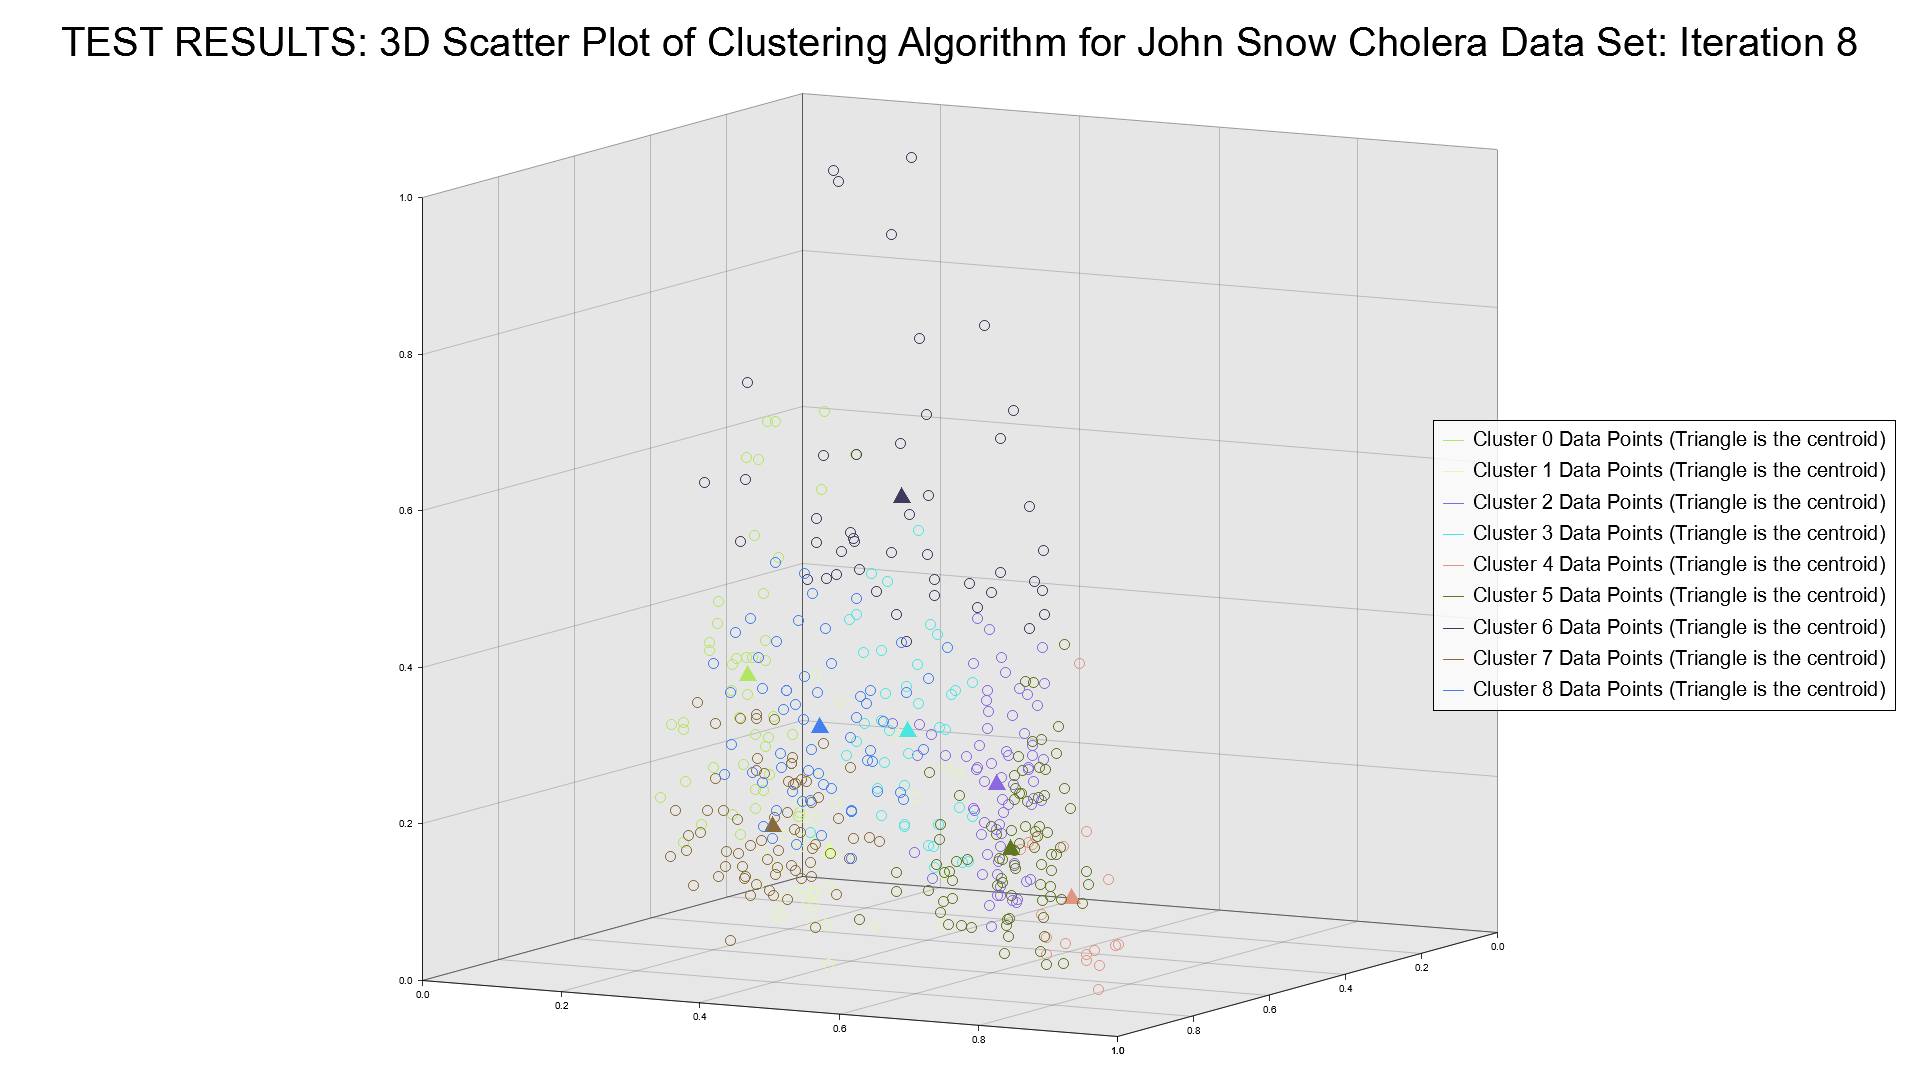 TEST RESULTS: 3D Scatter Plot of Clustering Algorithm for John Snow Cholera Data Set: Iteration 8
1.0
0.8
0.6
0.4
0.2
0.0
0.0
0.2
0.4
0.6
0.8
1.0
0.8
0.6
0.4
0.2
0.0
Cluster 0 Data Points (Triangle is the centroid)
Cluster 1 Data Points (Triangle is the centroid)
Cluster 2 Data Points (Triangle is the centroid)
Cluster 3 Data Points (Triangle is the centroid)
Cluster 4 Data Points (Triangle is the centroid)
Cluster 5 Data Points (Triangle is the centroid)
Cluster 6 Data Points (Triangle is the centroid)
Cluster 7 Data Points (Triangle is the centroid)
Cluster 8 Data Points (Triangle is the centroid)